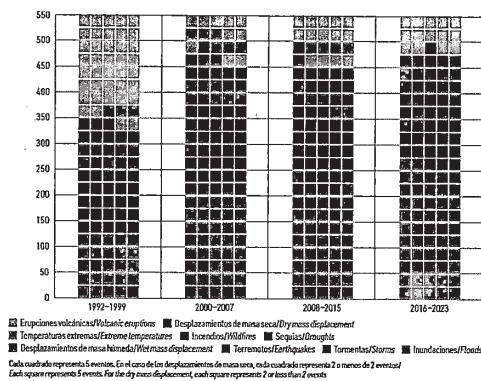 550
500
450
400
350
300
250
200
150
100
50
0
1992-1999 2000-2007 2008-2015 2016-2023
Erupciones volcánicas/Volcanic eruptions Desplazamientos de masa seca/Dry mass displacement
Temperaturas extremas/Extreme temperatures Incendios/Wildfires Sequías/Droughts
Desplazamientos de masa húmeda/Wet mass displacement Terremotos/Earthquakes Tormentas/Storms Inundaciones/Floods
Cada cuadrado representa 5 eventos. En el caso de los desplazamientos de masa seca, cada cuadrado representa 2 o menos de 2 eventos/
Each square represents 5 events. For the dry mass displacement, each square represents 2 or less than 2 events